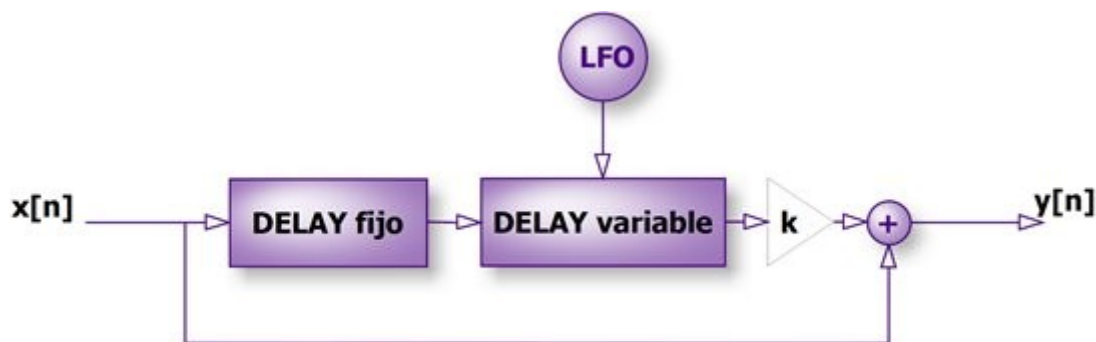 LFO
x[n]
DELAY fijo
DELAY variable
k
+
y[n]